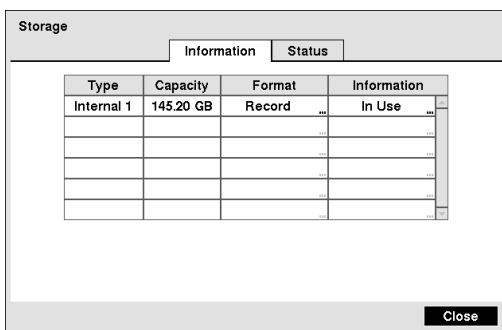 Storage
Information Status
Type Capacity Format Information
Internal 1 145.20 GB Record ... In Use ...
... ...
... ...
... ...
... ...
... ...
Close